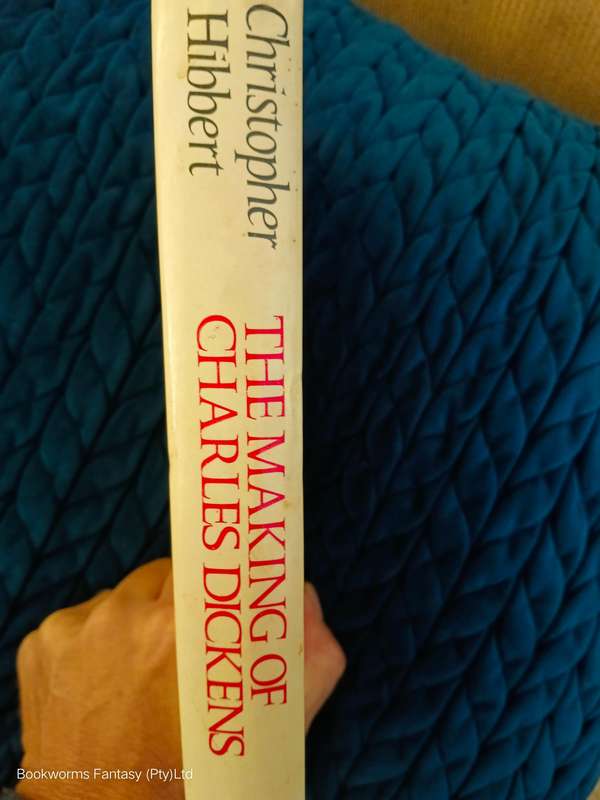 Christopher
Hibbert
THE MAKING OF
CHARLES DICKENS
Bookworms Fantasy (Pty)Ltd